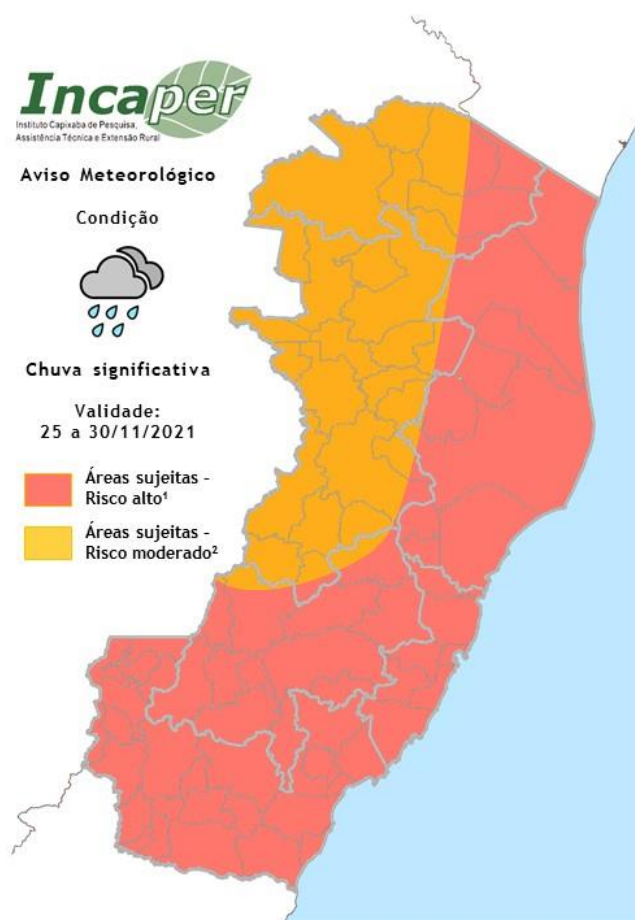 Incaper
Instituto Capixaba de Pesquisa,
Assistência Técnica e Extensão Rural
Aviso Meteorológico
Condição
Chuva significativa
Validade:
25 a 30/11/2021
Áreas sujeitas -
Risco alto¹
Áreas sujeitas -
Risco moderado²